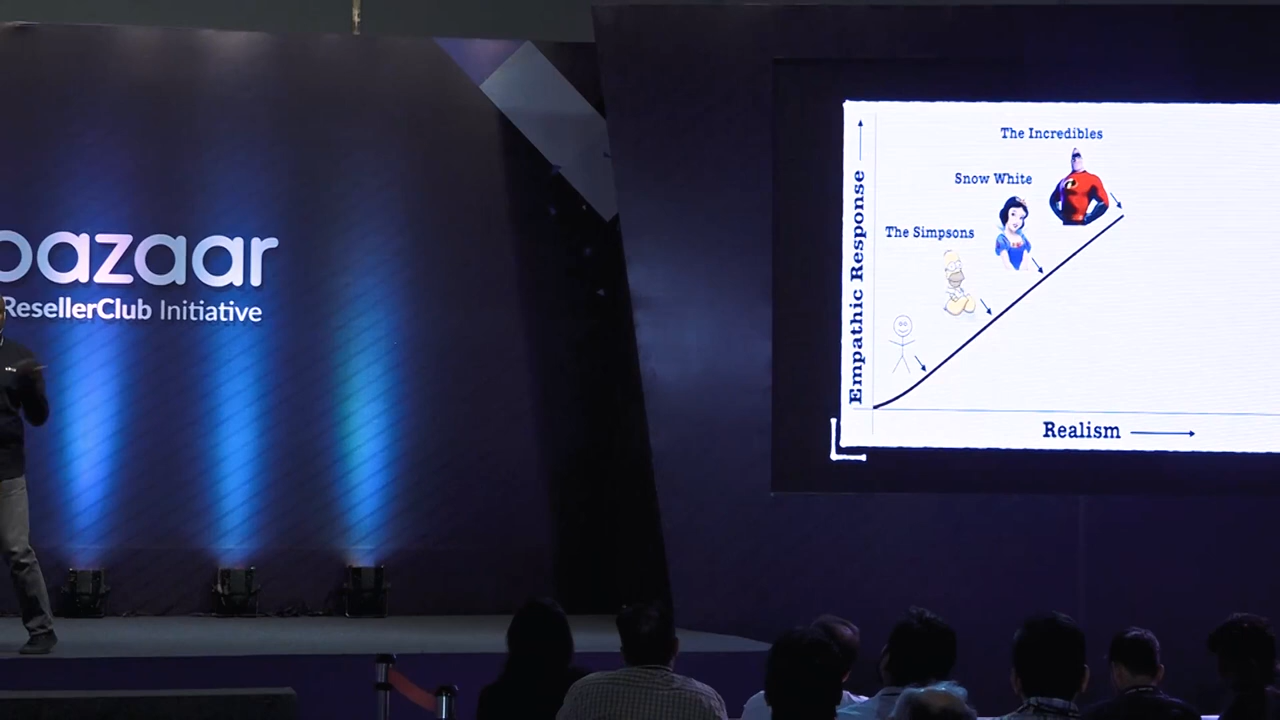 bazaar
ResellerClub Initiative
The Incredibles
Snow White
The Simpsons
Empathic Response
Realism